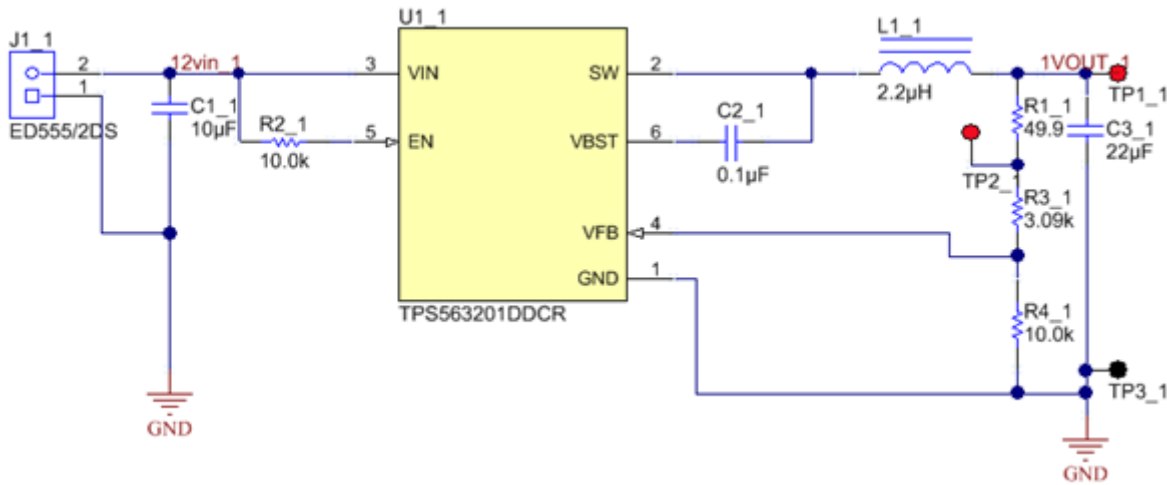 U1_1
J1_1
2
12vin_1
1
ED555/2DS
C1_1
10µF
R2_1
10.0k
GND
3
VIN
5
EN
SW
2
VBST
6
VFB
4
GND
1
TPS563201DDCR
C2_1
0.1µF
L1_1
2.2µH
1VOUT_1
TP1_1
R1_1
49.9
C3_1
22µF
TP2_1
R3_1
3.09k
R4_1
10.0k
TP3_1
GND